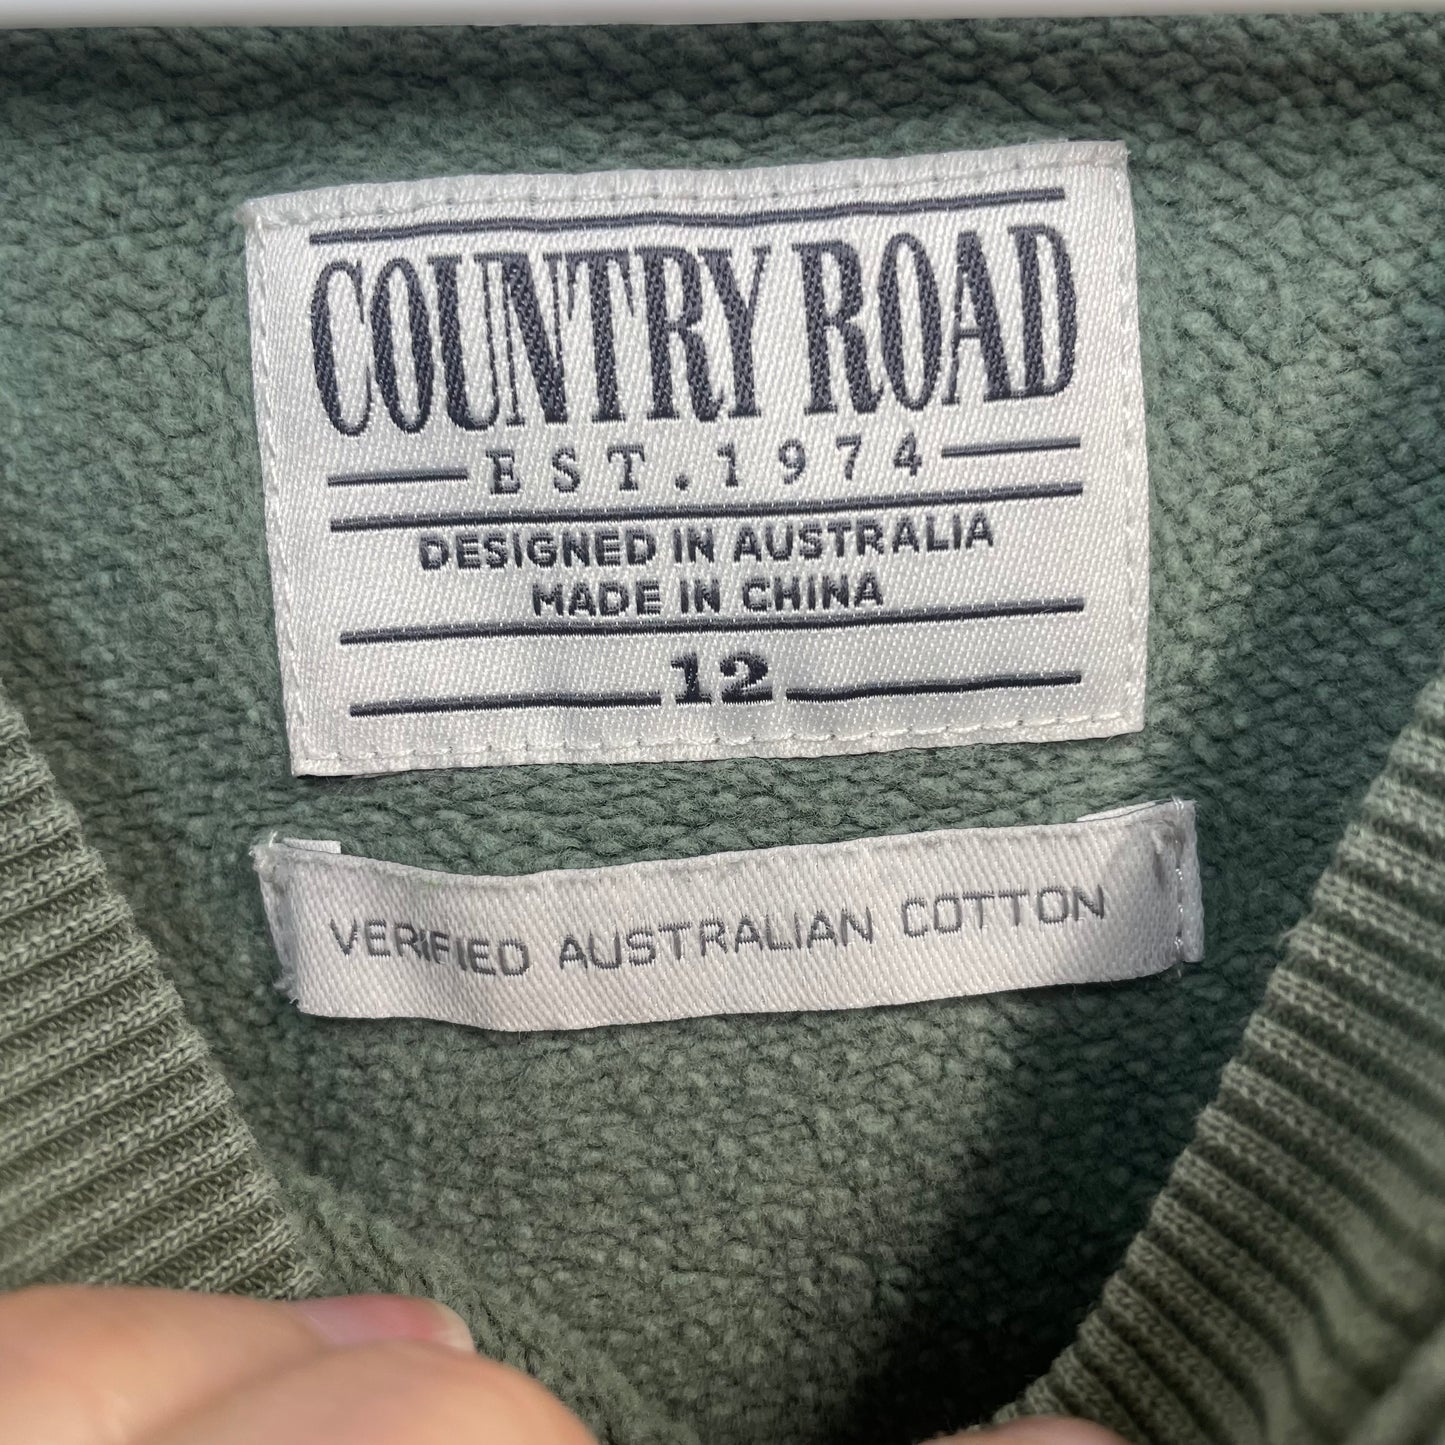 COUNTRY ROAD
EST.1974
DESIGNED IN AUSTRALIA
MADE IN CHINA
12
VERIFIED AUSTRALIAN COTTON